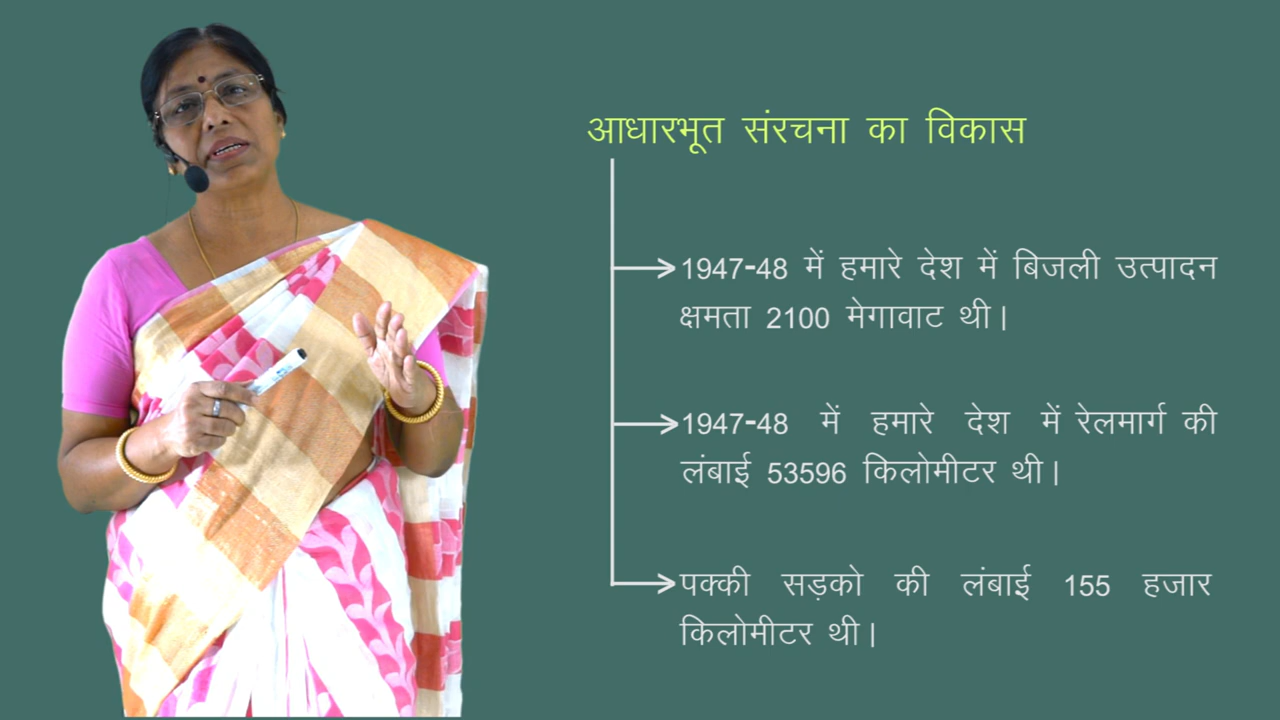 आधारभूत संरचना का विकास
1947-48 में हमारे देश में बिजली उत्पादन
क्षमता 2100 मेगावाट थी।
1947-48 में हमारे देश में रेलमार्ग की
लंबाई 53596 किलोमीटर थी।
पक्की सड़को की लंबाई 155 हजार
किलोमीटर थी।